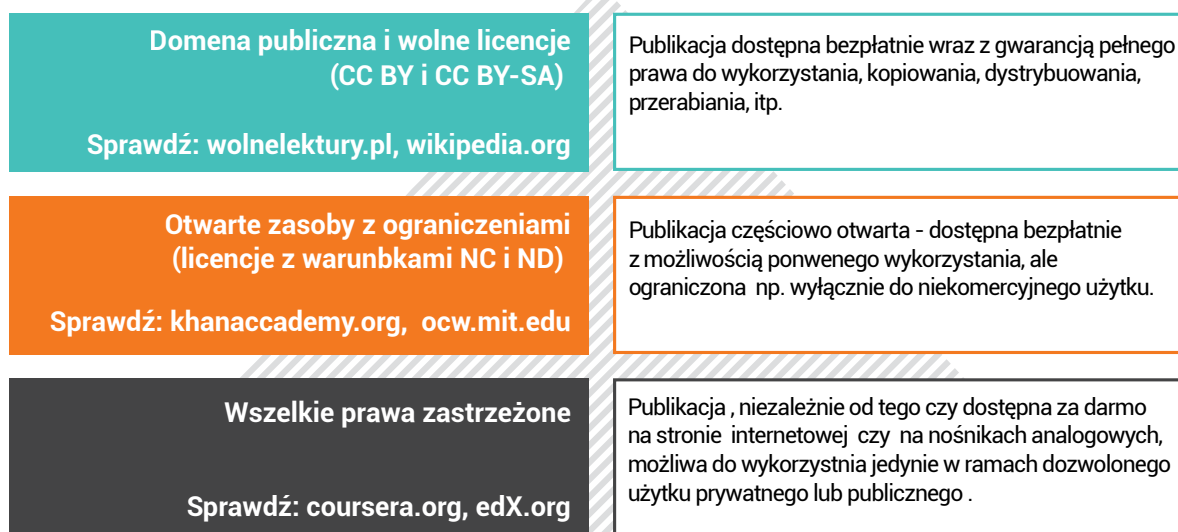 Domena publiczna i wolne licencje
(CC BY i CC BY-SA)
Sprawdź: wolnelektury.pl, wikipedia.org
Publikacja dostępna bezpłatnie wraz z gwarancją pełnego
prawa do wykorzystania, kopiowania, dystrybuowania,
przerabiania, itp.
Otwarte zasoby z ograniczeniami
(licencje z warunbkami NC i ND)
Sprawdź: khanaccademy.org, ocw.mit.edu
Publikacja częściowo otwarta - dostępna bezpłatnie
z możliwością ponwenego wykorzystania, ale
ograniczona np. wyłącznie do niekomercyjnego użytku.
Wszelkie prawa zastrzeżone
Sprawdź: coursera.org, edX.org
Publikacja , niezależnie od tego czy dostępna za darmo
na stronie internetowej czy na nośnikach analogowych,
możliwa do wykorzystnia jedynie w ramach dozwolonego
użytku prywatnego lub publicznego .